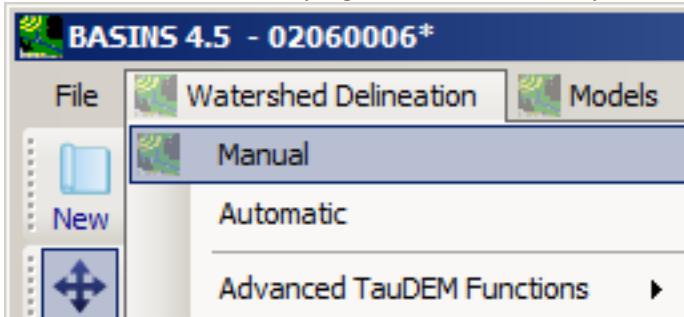 BASINS 4.5 - 02060006*
File Watershed Delineation Models
Manual
New
Automatic
Advanced TauDEM Functions